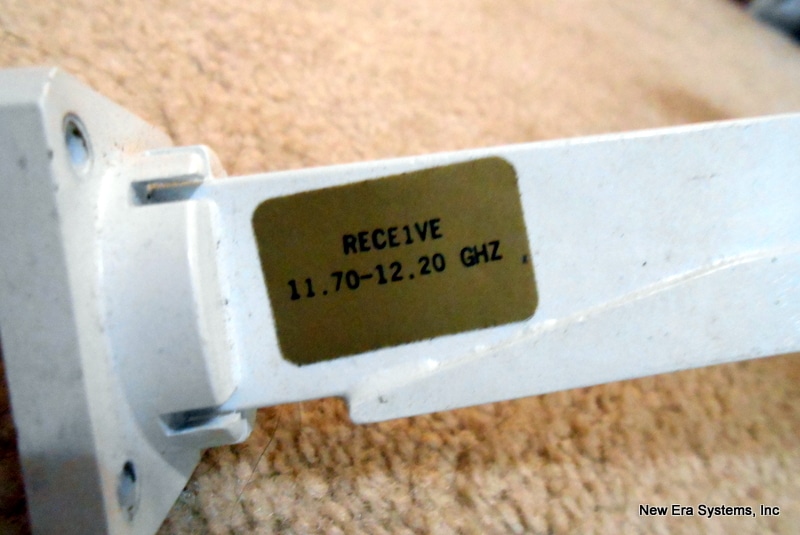 RECE1VE
11.70-12.20 GHZ
New Era Systems, Inc